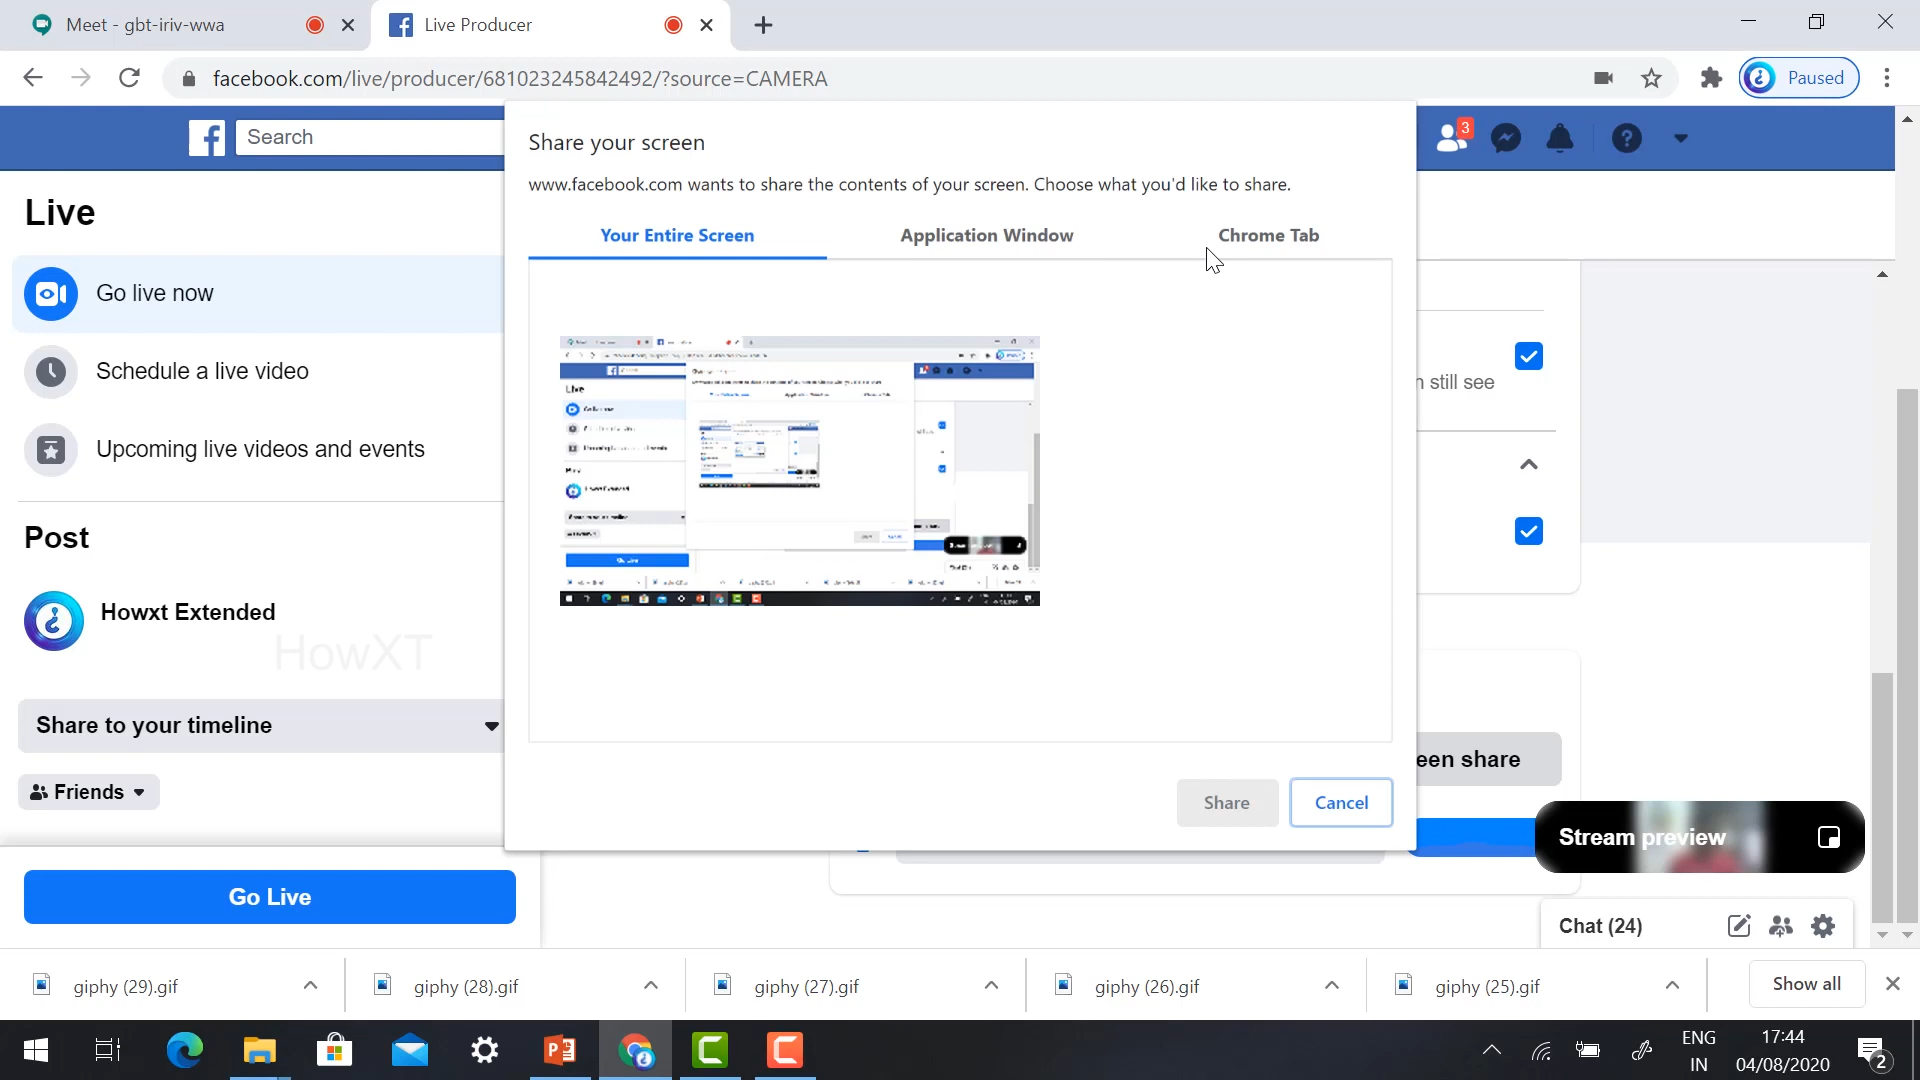 Meet - gbt-iriv-wwa
Live Producer
facebook.com/live/producer/681023245842492/?source=CAMERA
Paused
Search
3
Share your screen
www.facebook.com wants to share the contents of your screen. Choose what you'd like to share.
Your Entire Screen
Application Window
Chrome Tab
Live
Go live now
Schedule a live video
Upcoming live videos and events
still see
Post
Howxt Extended
HowXT
Share to your timeline
Friends
Go Live
Share
Cancel
een share
Stream preview
Chat (24)
giphy (29).gif
giphy (28).gif
giphy (27).gif
giphy (26).gif
giphy (25).gif
Show all
ENG
IN
17:44
04/08/2020
2